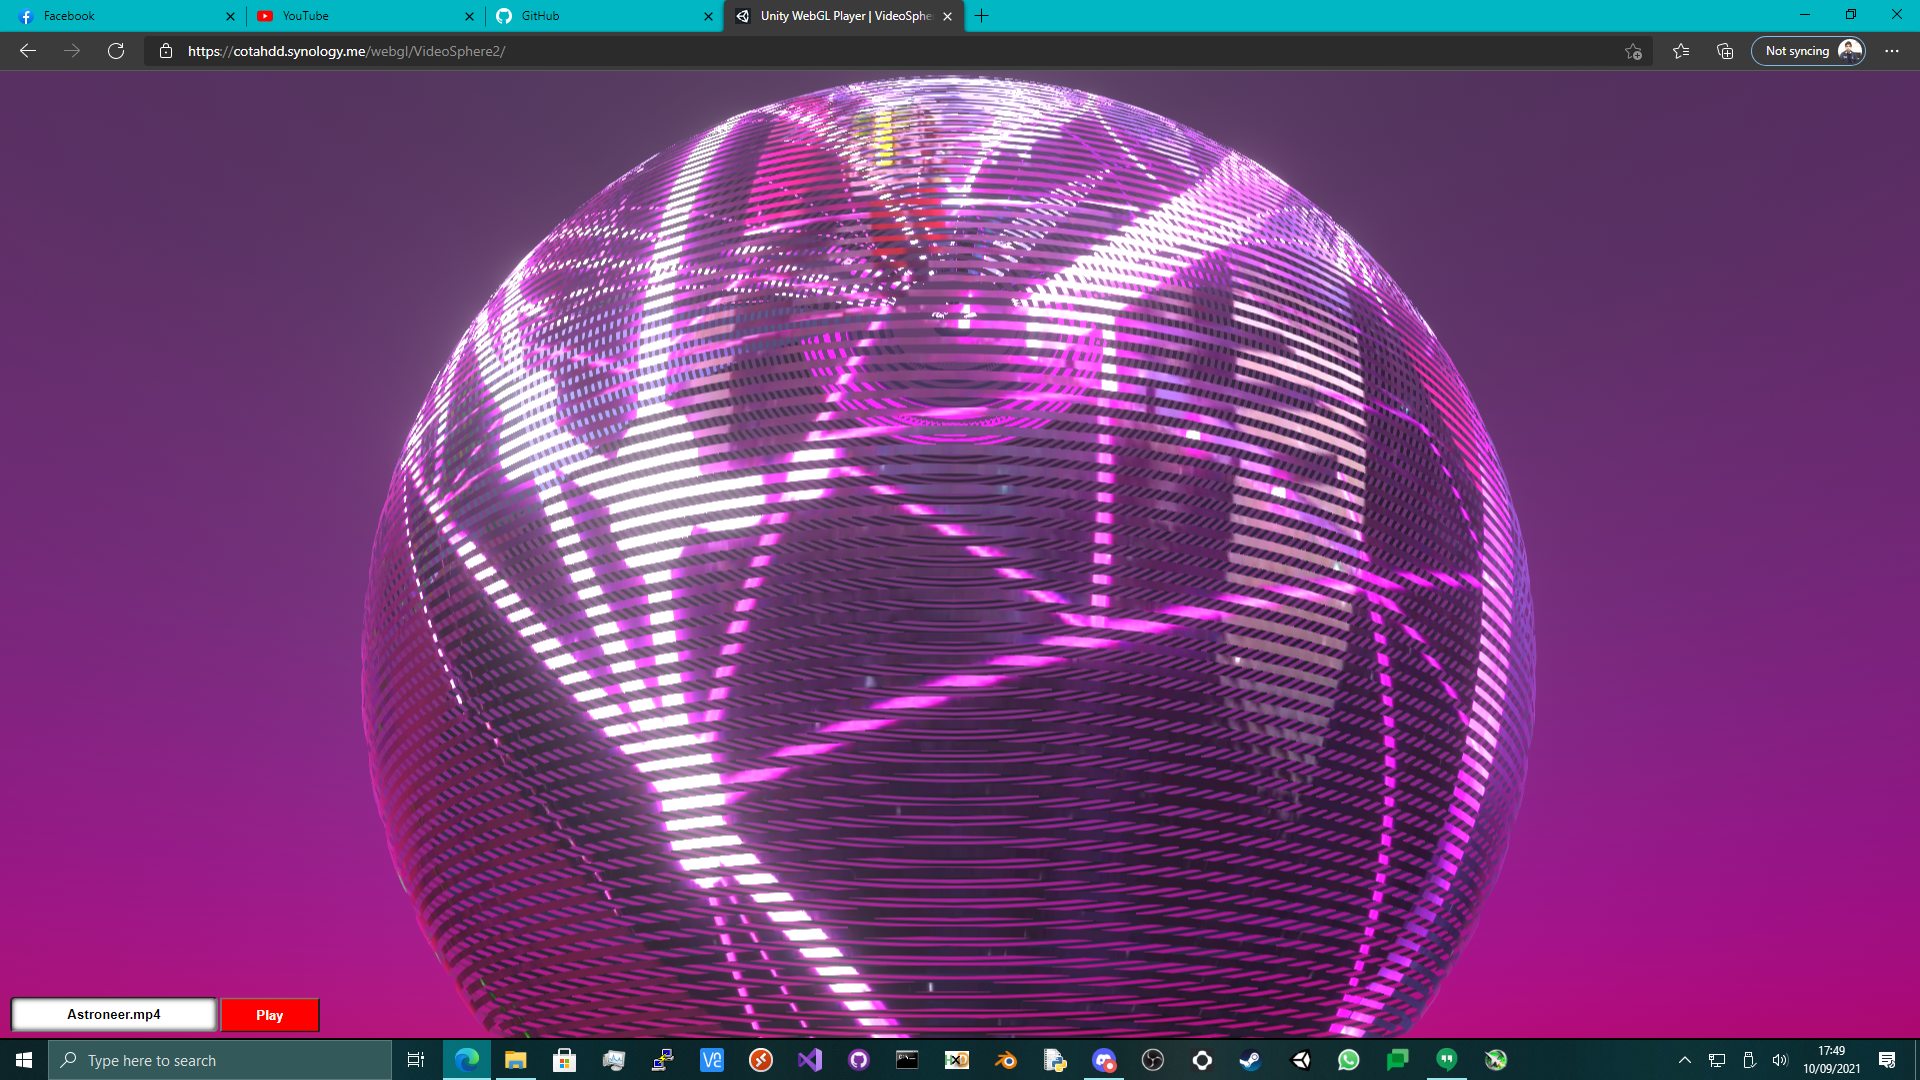 Facebook
YouTube
GitHub
Unity WebGL Player | VideoSphe
https://cotahdd.synology.me/webgl/VideoSphere2/
Not syncing
Astroneer.mp4
Play
Type here to search
17:49
10/09/2021